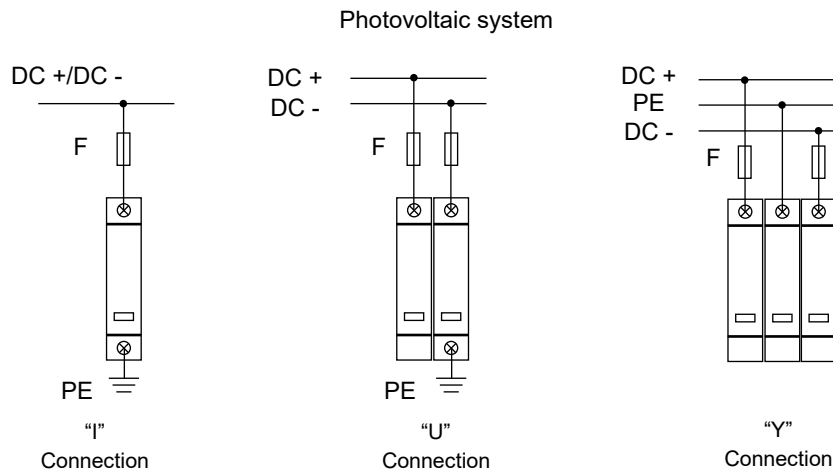 Photovoltaic system
DC +/DC -
F
PE
“I”
Connection
DC +
DC -
F
PE
“U”
Connection
DC +
PE
DC -
F
“Y”
Connection